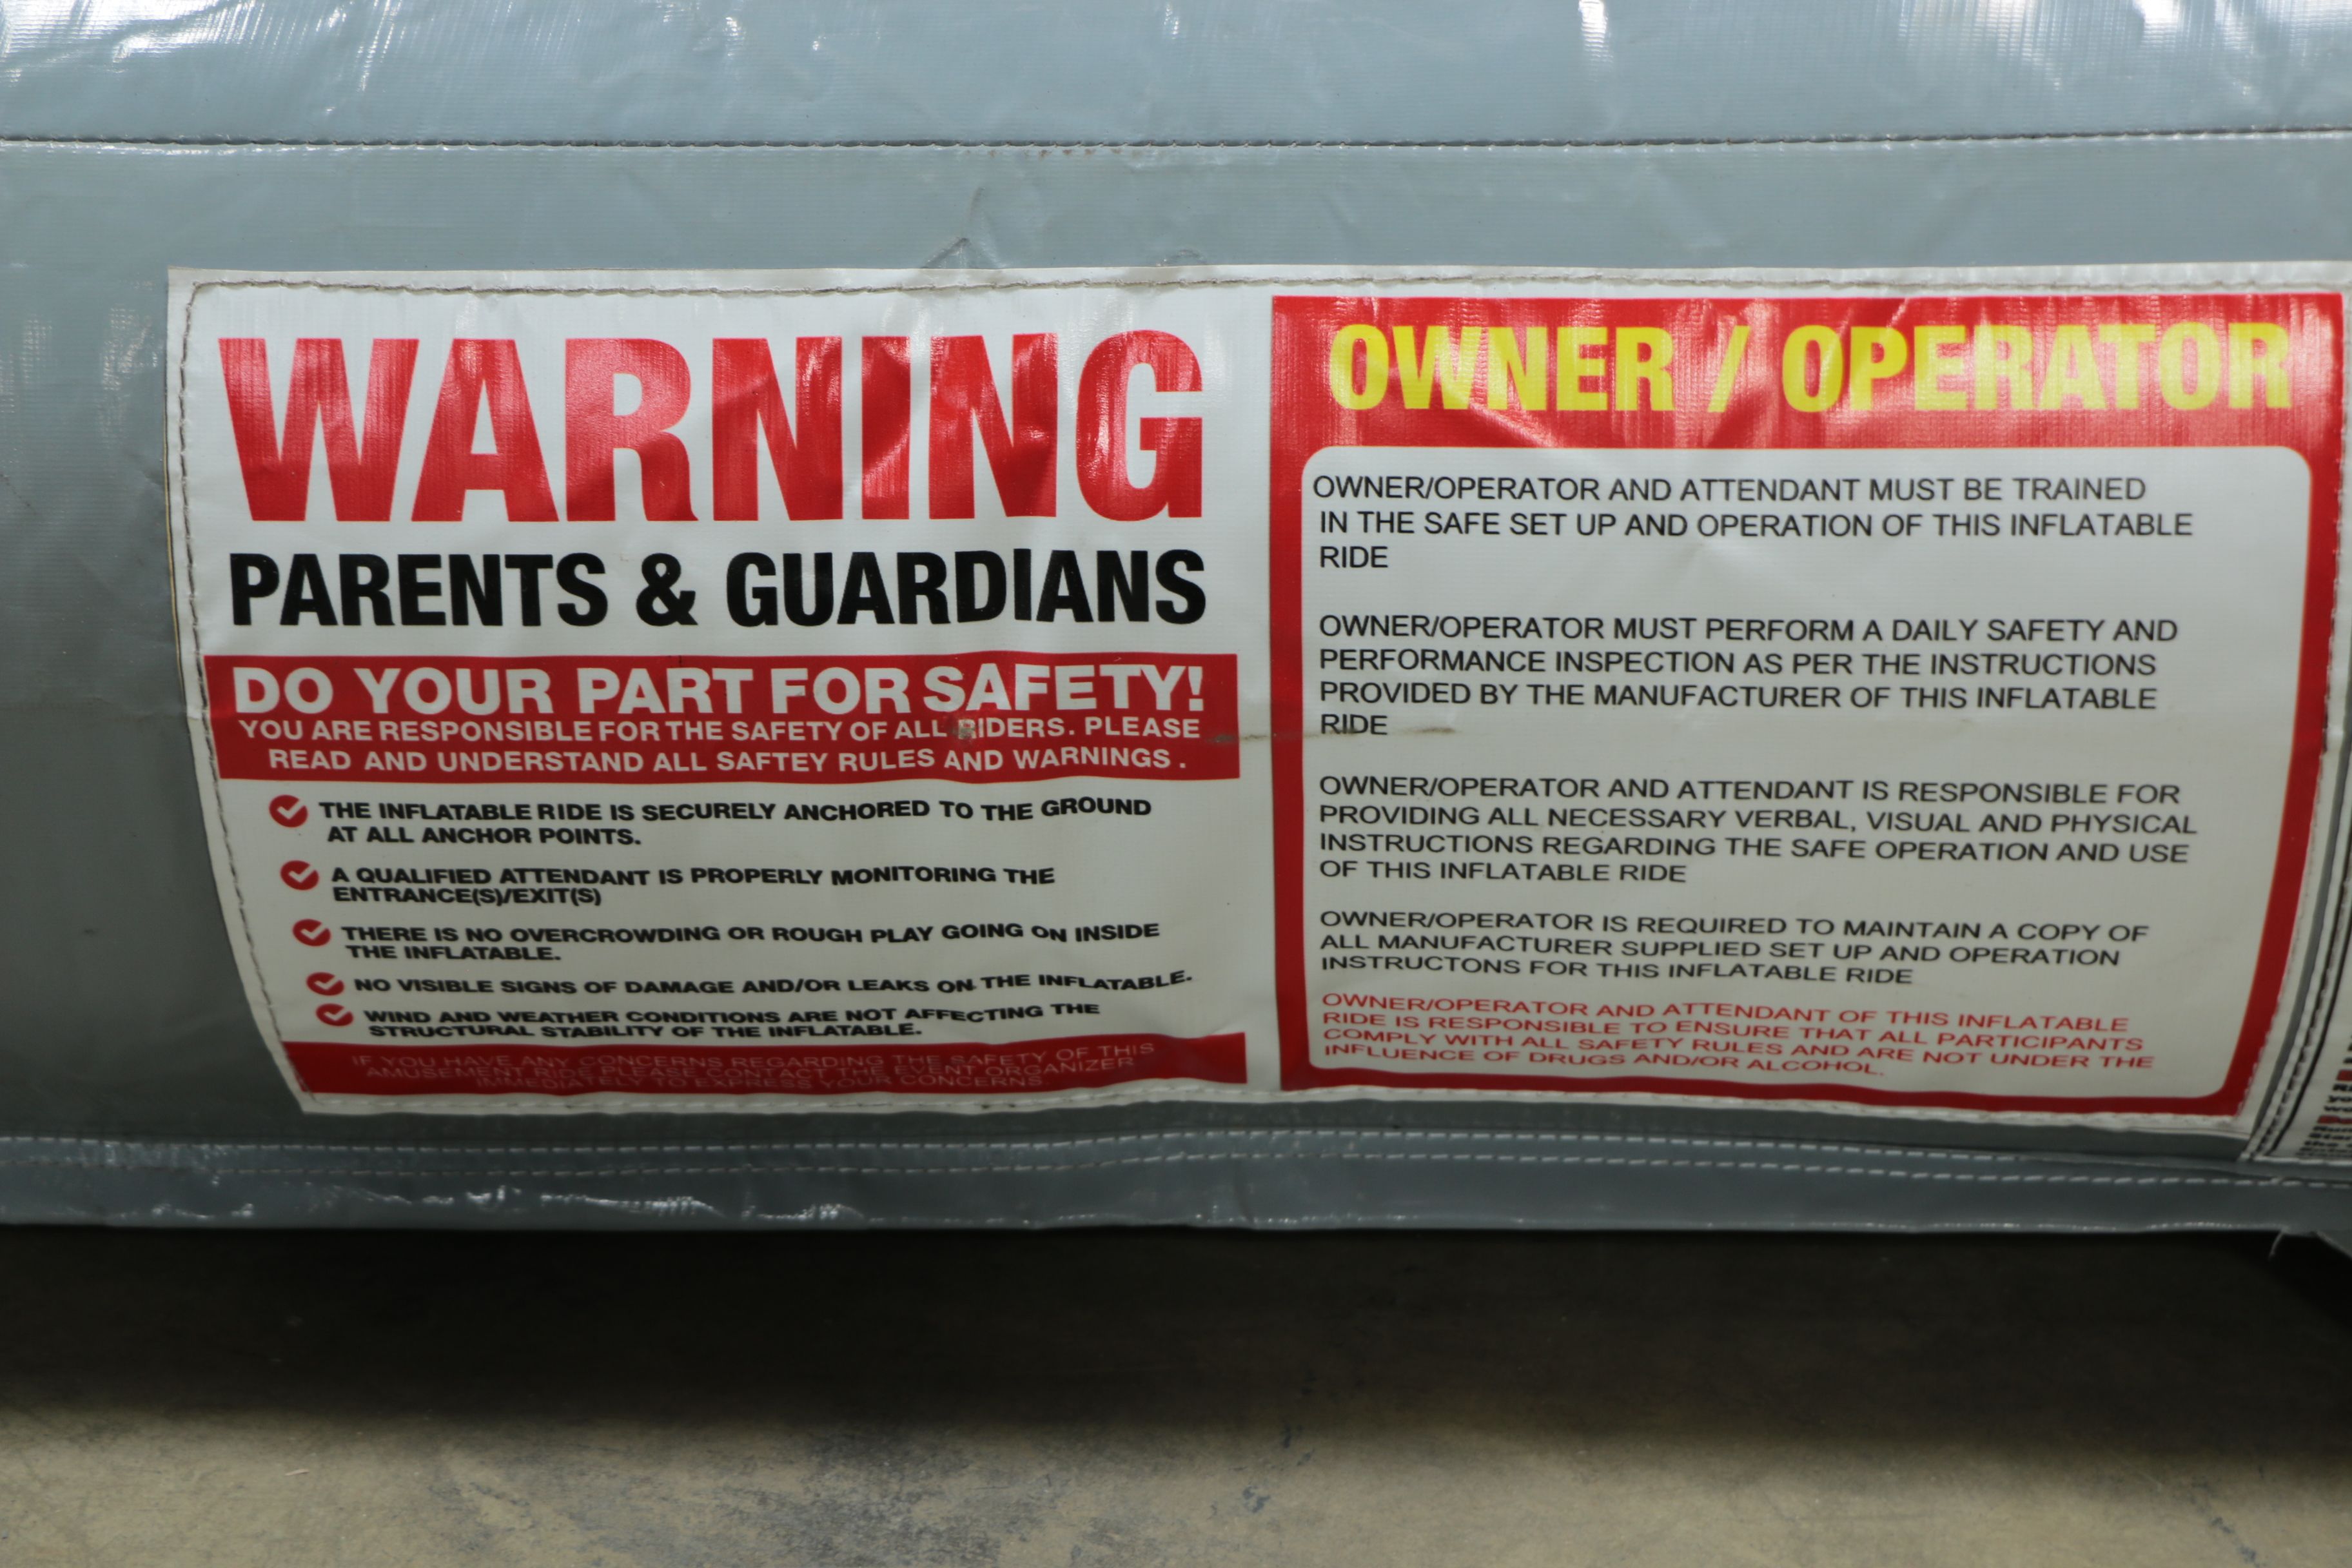 WARNING
PARENTS & GUARDIANS
DO YOUR PART FOR SAFETY!
YOU ARE RESPONSIBLE FOR THE SAFETY OF ALL RIDERS. PLEASE
READ AND UNDERSTAND ALL SAFTEY RULES AND WARNINGS .
THE INFLATABLE RIDE IS SECURELY ANCHORED TO THE GROUND
AT ALL ANCHOR POINTS.
A QUALIFIED ATTENDANT IS PROPERLY MONITORING THE
ENTRANCE(S)/EXIT(S)
THERE IS NO OVERCROWDING OR ROUGH PLAY GOING ON INSIDE
THE INFLATABLE.
NO VISIBLE SIGNS OF DAMAGE AND/OR LEAKS ON THE INFLATABLE.
WIND AND WEATHER CONDITIONS ARE NOT AFFECTING THE
STRUCTURAL STABILITY OF THE INFLATABLE.
IF YOU HAVE ANY CONCERNS REGARDING THE SAFETY OF THIS
AMUSEMENT RIDE PLEASE CONTACT THE EVENT ORGANIZER
IMMEDIATELY TO EXPRESS YOUR CONCERNS.
OWNER / OPERATOR
OWNER/OPERATOR AND ATTENDANT MUST BE TRAINED
IN THE SAFE SET UP AND OPERATION OF THIS INFLATABLE
RIDE
OWNER/OPERATOR MUST PERFORM A DAILY SAFETY AND
PERFORMANCE INSPECTION AS PER THE INSTRUCTIONS
PROVIDED BY THE MANUFACTURER OF THIS INFLATABLE
RIDE
OWNER/OPERATOR AND ATTENDANT IS RESPONSIBLE FOR
PROVIDING ALL NECESSARY VERBAL, VISUAL AND PHYSICAL
INSTRUCTIONS REGARDING THE SAFE OPERATION AND USE
OF THIS INFLATABLE RIDE
OWNER/OPERATOR IS REQUIRED TO MAINTAIN A COPY OF
ALL MANUFACTURER SUPPLIED SET UP AND OPERATION
INSTRUCTONS FOR THIS INFLATABLE RIDE
OWNER/OPERATOR AND ATTENDANT OF THIS INFLATABLE
RIDE IS RESPONSIBLE TO ENSURE THAT ALL PARTICIPANTS
COMPLY WITH ALL SAFETY RULES AND ARE NOT UNDER THE
INFLUENCE OF DRUGS AND/OR ALCOHOL.